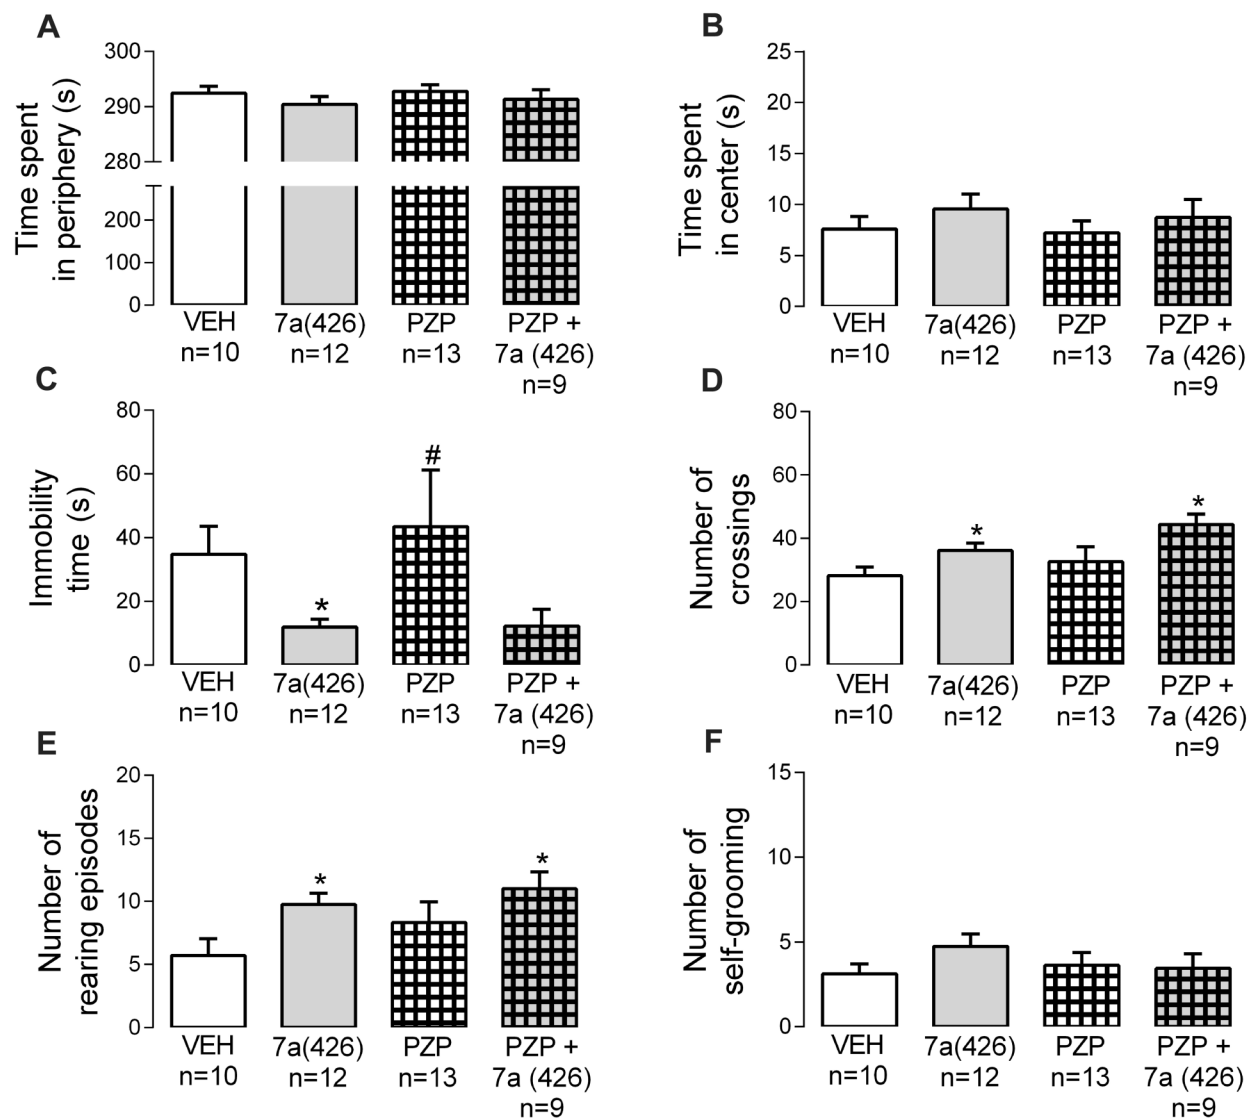 A
Time spent
in periphery (s)
300
290
280
200
100
0
VEH
n=10
7a(426)
n=12
PZP
n=13
PZP +
7a (426)
n=9
B
Time spent
in center (s)
25
20
15
10
5
0
VEH
n=10
7a(426)
n=12
PZP
n=13
PZP +
7a (426)
n=9
C
Immobility
time (s)
80
60
40
20
0
*
#
VEH
n=10
7a(426)
n=12
PZP
n=13
PZP +
7a (426)
n=9
D
Number of
crossings
80
60
40
20
0
*
*
VEH
n=10
7a(426)
n=12
PZP
n=13
PZP +
7a (426)
n=9
E
Number of
rearing episodes
20
15
10
5
0
*
*
VEH
n=10
7a(426)
n=12
PZP
n=13
PZP +
7a (426)
n=9
F
Number of
self-grooming
15
10
5
0
VEH
n=10
7a(426)
n=12
PZP
n=13
PZP +
7a (426)
n=9